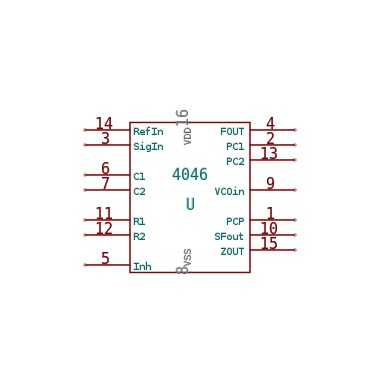 16
VDD
14 RefIn FOUT 4
3 SigIn PC1 2
PC2 13
4046
6 C1
7 C2 VCOin 9
U
11 R1 PCP 1
12 R2 SFout 10
ZOUT 15
5 Inh
VSS
8